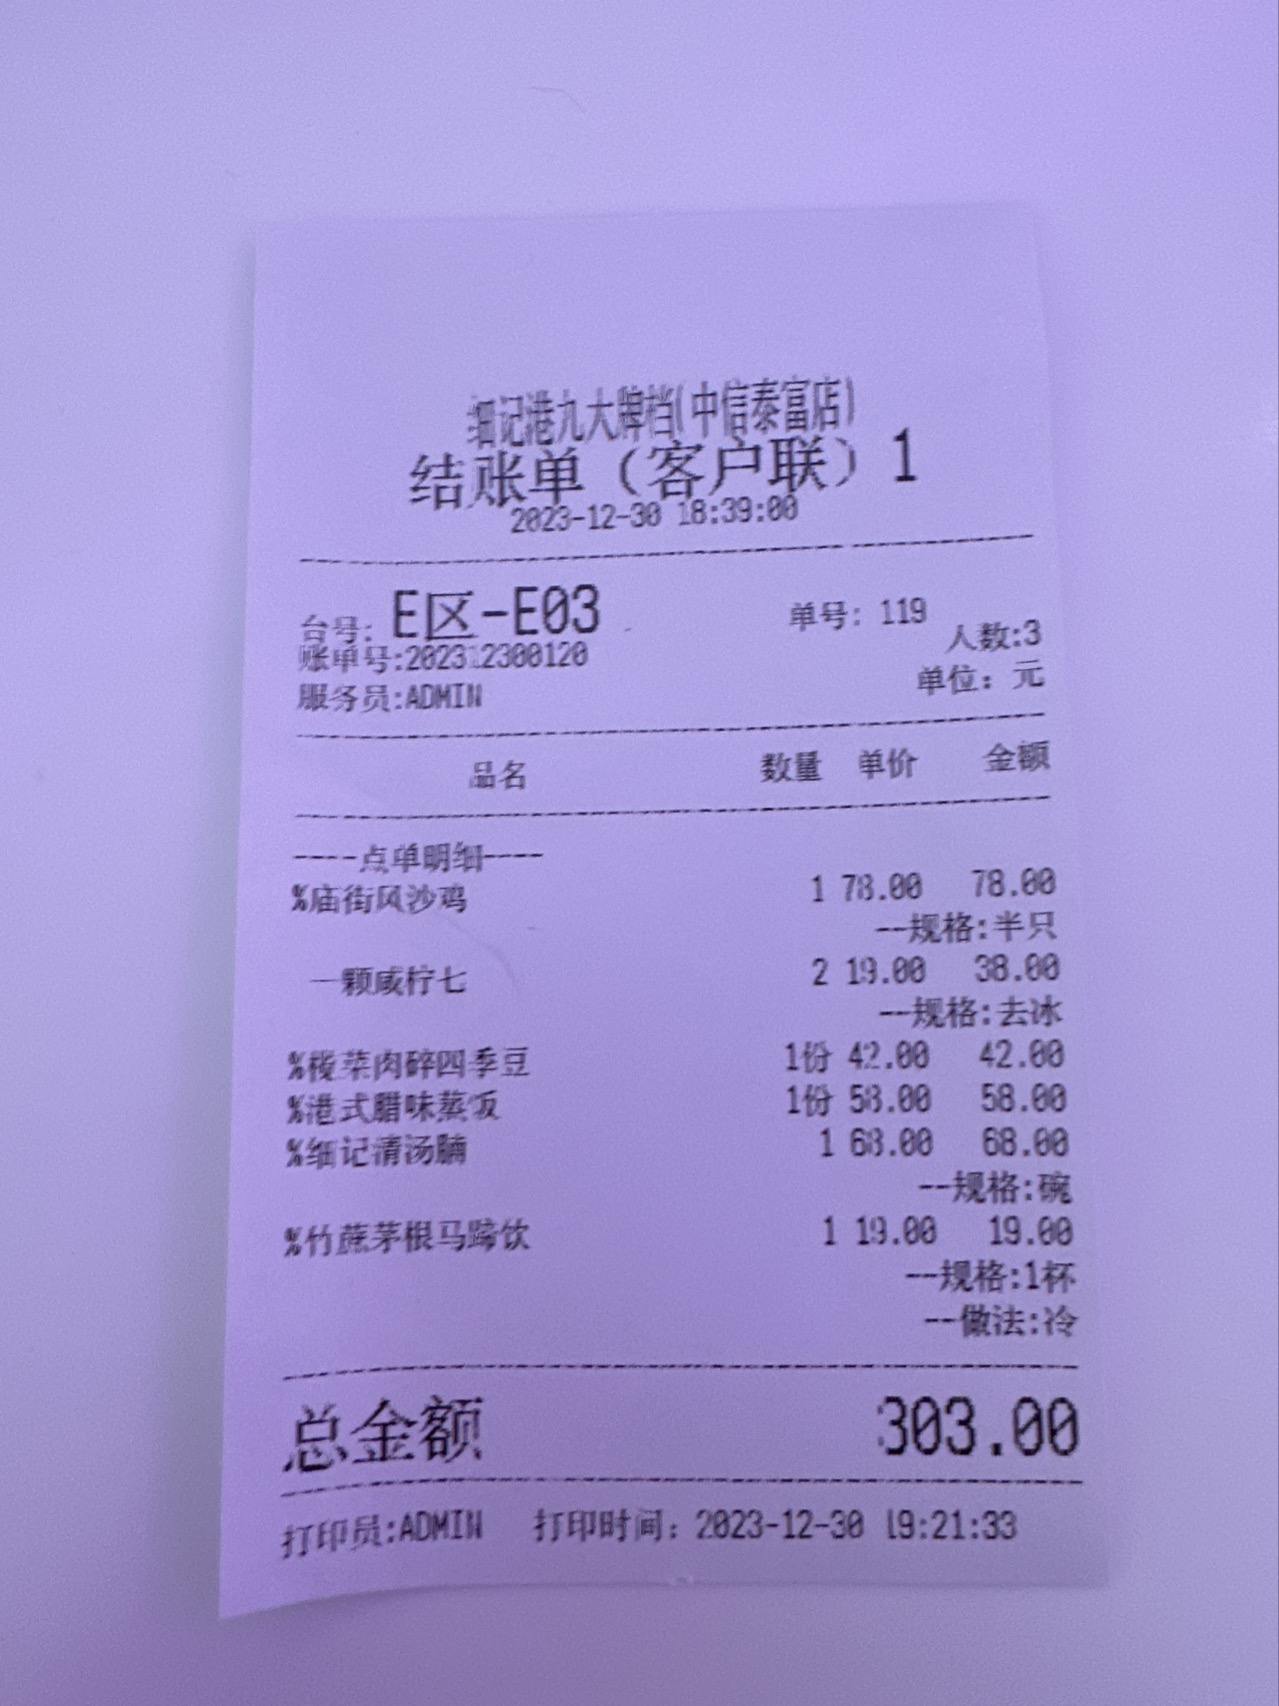 细记港九大牌档(中信泰富店)
结账单（客户联）1
2023-12-30 18:39:00
台号: E区-E03 单号: 119
人数:3
账单号:202312300120
服务员:ADMIN 单位：元
品名 数量 单价 金额
----点单明细----
%庙街风沙鸡 1 78.00 78.00
--规格:半只
一颗咸柠七 2 19.00 38.00
--规格:去冰
%榄菜肉碎四季豆 1份 42.00 42.00
%港式腊味蒸饭 1份 58.00 58.00
%细记清汤腩 1 68.00 68.00
--规格:碗
%竹蔗茅根马蹄饮 1 19.00 19.00
--规格:1杯
--做法:冷
总金额 303.00
打印员:ADMIN 打印时间：2023-12-30 19:21:33